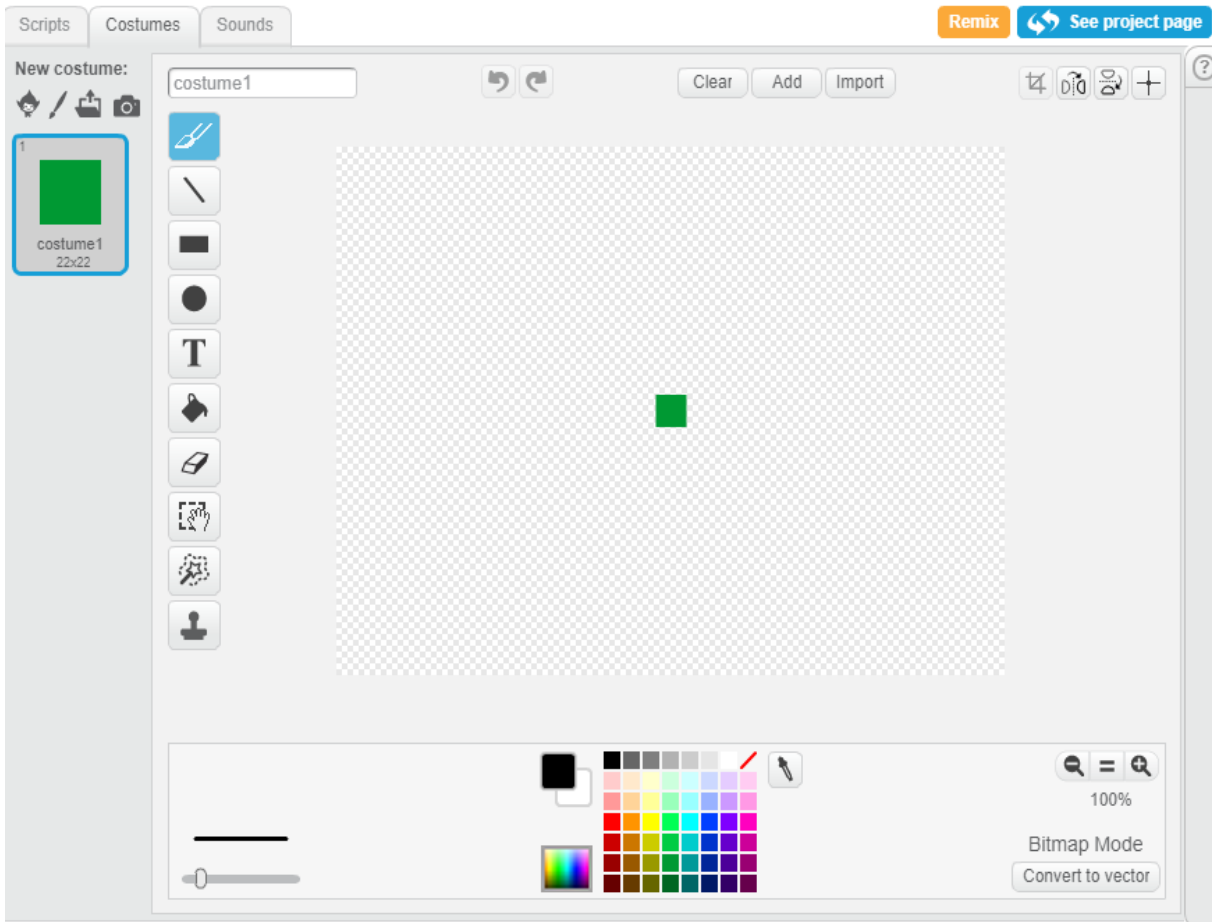 Scripts
Costumes
Sounds
Remix
See project page
New costume:
costume1
Clear
Add
Import
?
1
costume1
22x22
T
100%
Bitmap Mode
Convert to vector